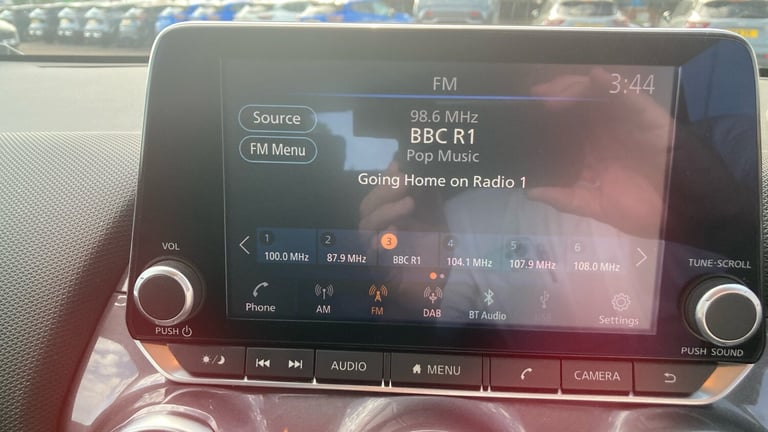 FM
3:44
Source
98.6 MHz
BBC R1
FM Menu
Pop Music
Going Home on Radio 1
1 2 3 4 5 6
100.0 MHz 87.9 MHz BBC R1 104.1 MHz 107.9 MHz 108.0 MHz
VOL
TUNE·SCROLL
Phone AM FM DAB BT Audio USB Settings
PUSH
PUSH SOUND
AUDIO MENU CAMERA